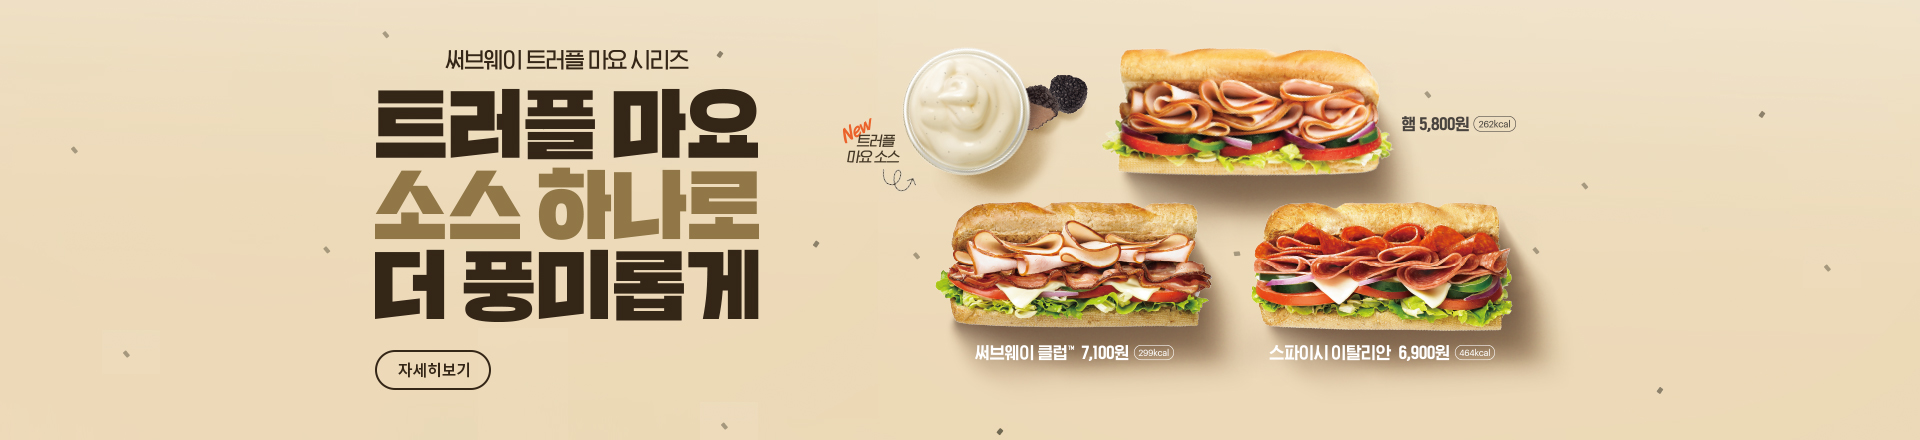 써브웨이 트러플 마요 시리즈
트러플 마요
소스 하나로
더 풍미롭게
자세히보기
New
트러플
마요 소스
햄 5,800원 262kcal
써브웨이 클럽™ 7,100원 299kcal
스파이시 이탈리안 6,900원 464kcal